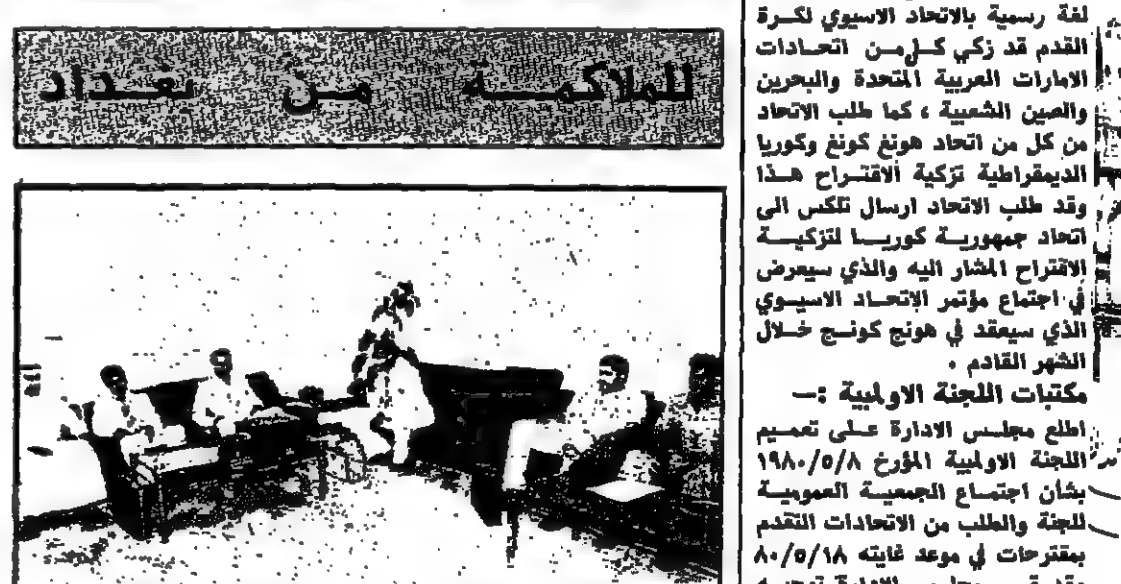 للملاكمة من بغداد
لغة رسمية بالاتحاد الاسيوي لكرة
القدم قد زكي كل من اتحادات
الامارات العربية المتحدة والبحرين
والصين الشعبية ، كما طلب الاتحاد
من كل من اتحاد هونغ كونغ وكوريا
الديمقراطية تزكية الاقتراح هذا
وقد طلب الاتحاد ارسال تلكس الى
اتحاد جمهورية كوريا لتزكية
الاقتراح المشار اليه والذي سيعرض
في اجتماع مؤتمر الاتحاد الاسيوي
الذي سيعقد في هونج كونج خلال
الشهر القادم .
مكتبات اللجنة الاولمبية :—
اطلع مجلس الادارة على تعميم
اللجنة الاولمبية المؤرخ ١٩٨٠/٥/٨
بشأن اجتماع الجمعية العمومية
للجنة والطلب من الاتحادات التقدم
بمقترحات في موعد غايته ٨٠/٥/١٨